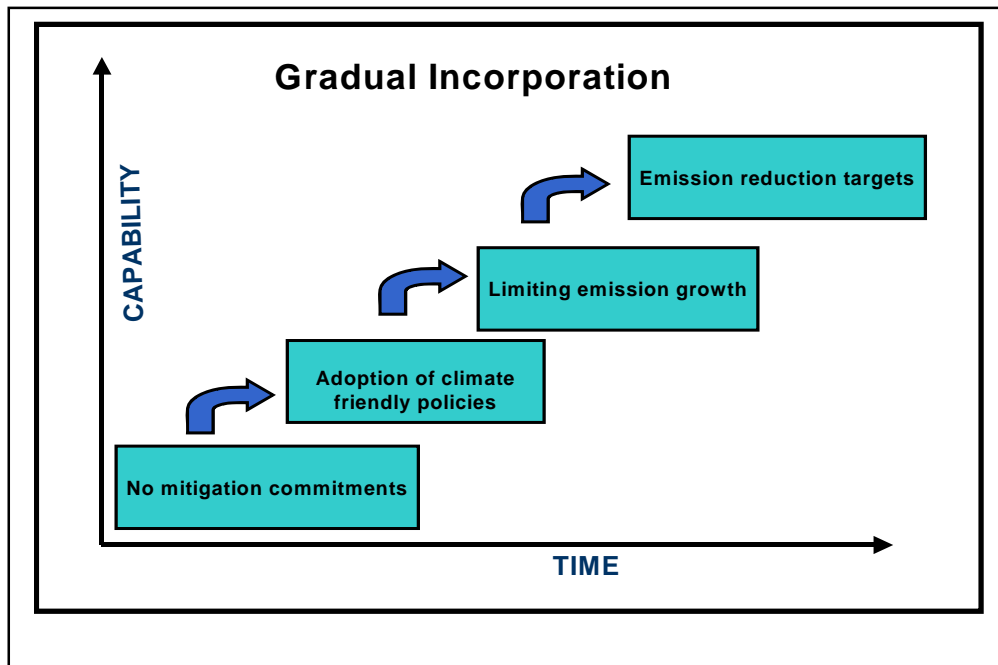 Gradual Incorporation
CAPABILITY
Emission reduction targets
Limiting emission growth
Adoption of climate
friendly policies
No mitigation commitments
TIME